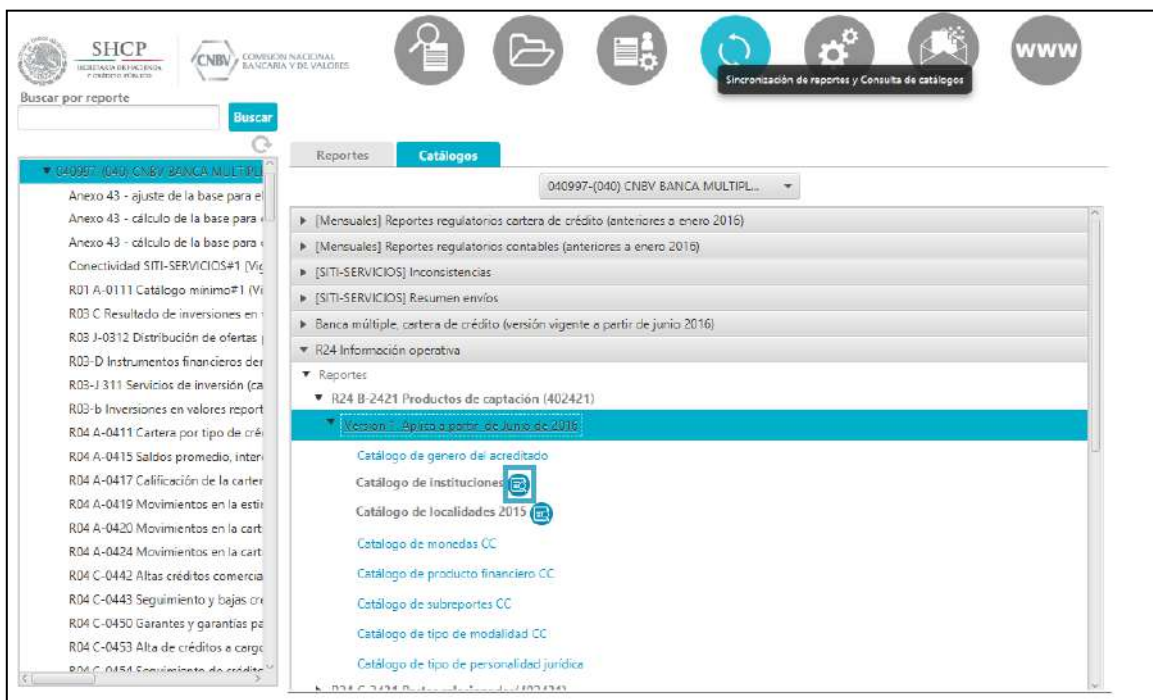 SHCP
SECRETARÍA DE HACIENDA
Y CRÉDITO PÚBLICO
CNBV
COMISIÓN NACIONAL
BANCARIA Y DE VALORES
www
Sincronización de reportes y Consulta de catálogos
Buscar por reporte
Buscar
040997-(040) CNBV BANCA MULTIPL
Anexo 43 - ajuste de la base para el
Anexo 43 - cálculo de la base para
Anexo 43 - cálculo de la base para
Conectividad SITI-SERVICIOS#1 (Vig
R01 A-0111 Catálogo mínimo#1 (Vi
R03 C Resultado de inversiones en
R03 J-0312 Distribución de ofertas
R03-D Instrumentos financieros der
R03-J 311 Servicios de inversión (ca
R03-b Inversiones en valores report
R04 A-0411 Cartera por tipo de cré
R04 A-0415 Saldos promedio, inter
R04 A-0417 Calificación de la carter
R04 A-0419 Movimientos en la esti
R04 A-0420 Movimientos en la cart
R04 A-0424 Movimientos en la cart
R04 C-0442 Altas créditos comercia
R04 C-0443 Seguimiento y bajas cr
R04 C-0450 Garantes y garantías pa
R04 C-0453 Alta de créditos a cargo
R04 C-0454 Seguimiento de crédito
Reportes
Catálogos
040997-(040) CNBV BANCA MULTIPL...
[Mensuales] Reportes regulatorios cartera de crédito (anteriores a enero 2016)
[Mensuales] Reportes regulatorios contables (anteriores a enero 2016)
[SITI-SERVICIOS] Inconsistencias
[SITI-SERVICIOS] Resumen envíos
Banca múltiple, cartera de crédito (versión vigente a partir de junio 2016)
R24 Información operativa
Reportes
R24 B-2421 Productos de captación (402421)
Versión 1. Aplica a partir de Junio de 2016
Catálogo de genero del acreditado
Catálogo de instituciones
Catálogo de localidades 2015
Catalogo de monedas CC
Catálogo de producto financiero CC
Catálogo de subreportes CC
Catálogo de tipo de modalidad CC
Catálogo de tipo de personalidad jurídica